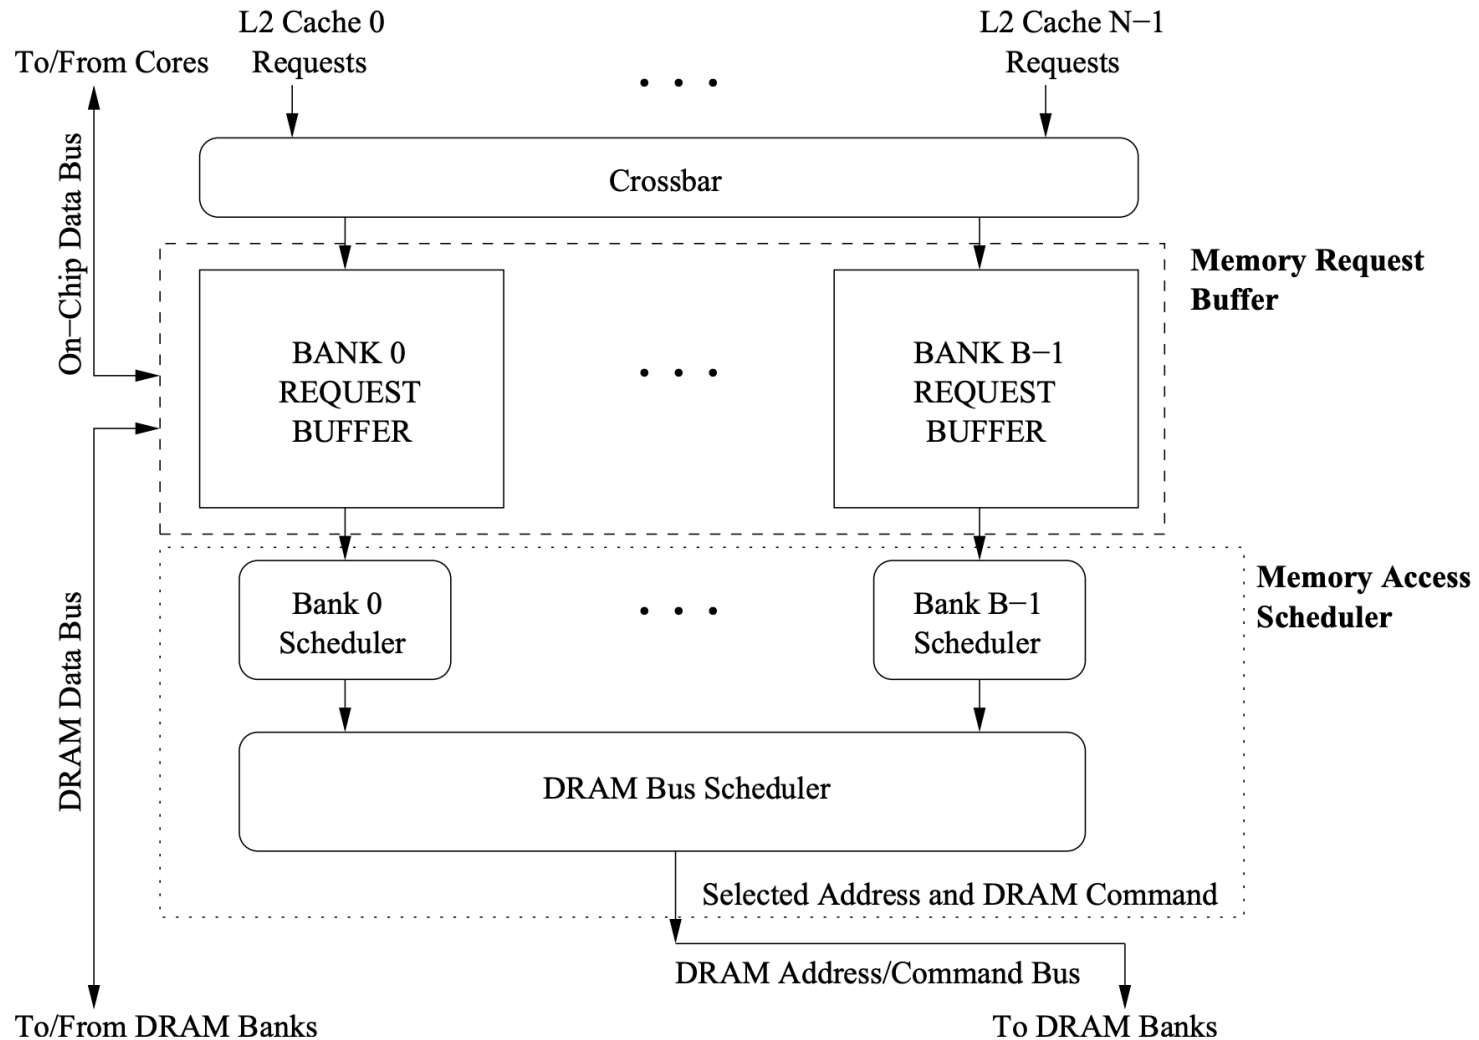 L2 Cache 0
Requests
L2 Cache N−1
Requests
To/From Cores
. . .
Crossbar
On−Chip Data Bus
Memory Request
Buffer
BANK 0
REQUEST
BUFFER
. . .
BANK B−1
REQUEST
BUFFER
Memory Access
Scheduler
Bank 0
Scheduler
. . .
Bank B−1
Scheduler
DRAM Data Bus
DRAM Bus Scheduler
Selected Address and DRAM Command
DRAM Address/Command Bus
To/From DRAM Banks
To DRAM Banks